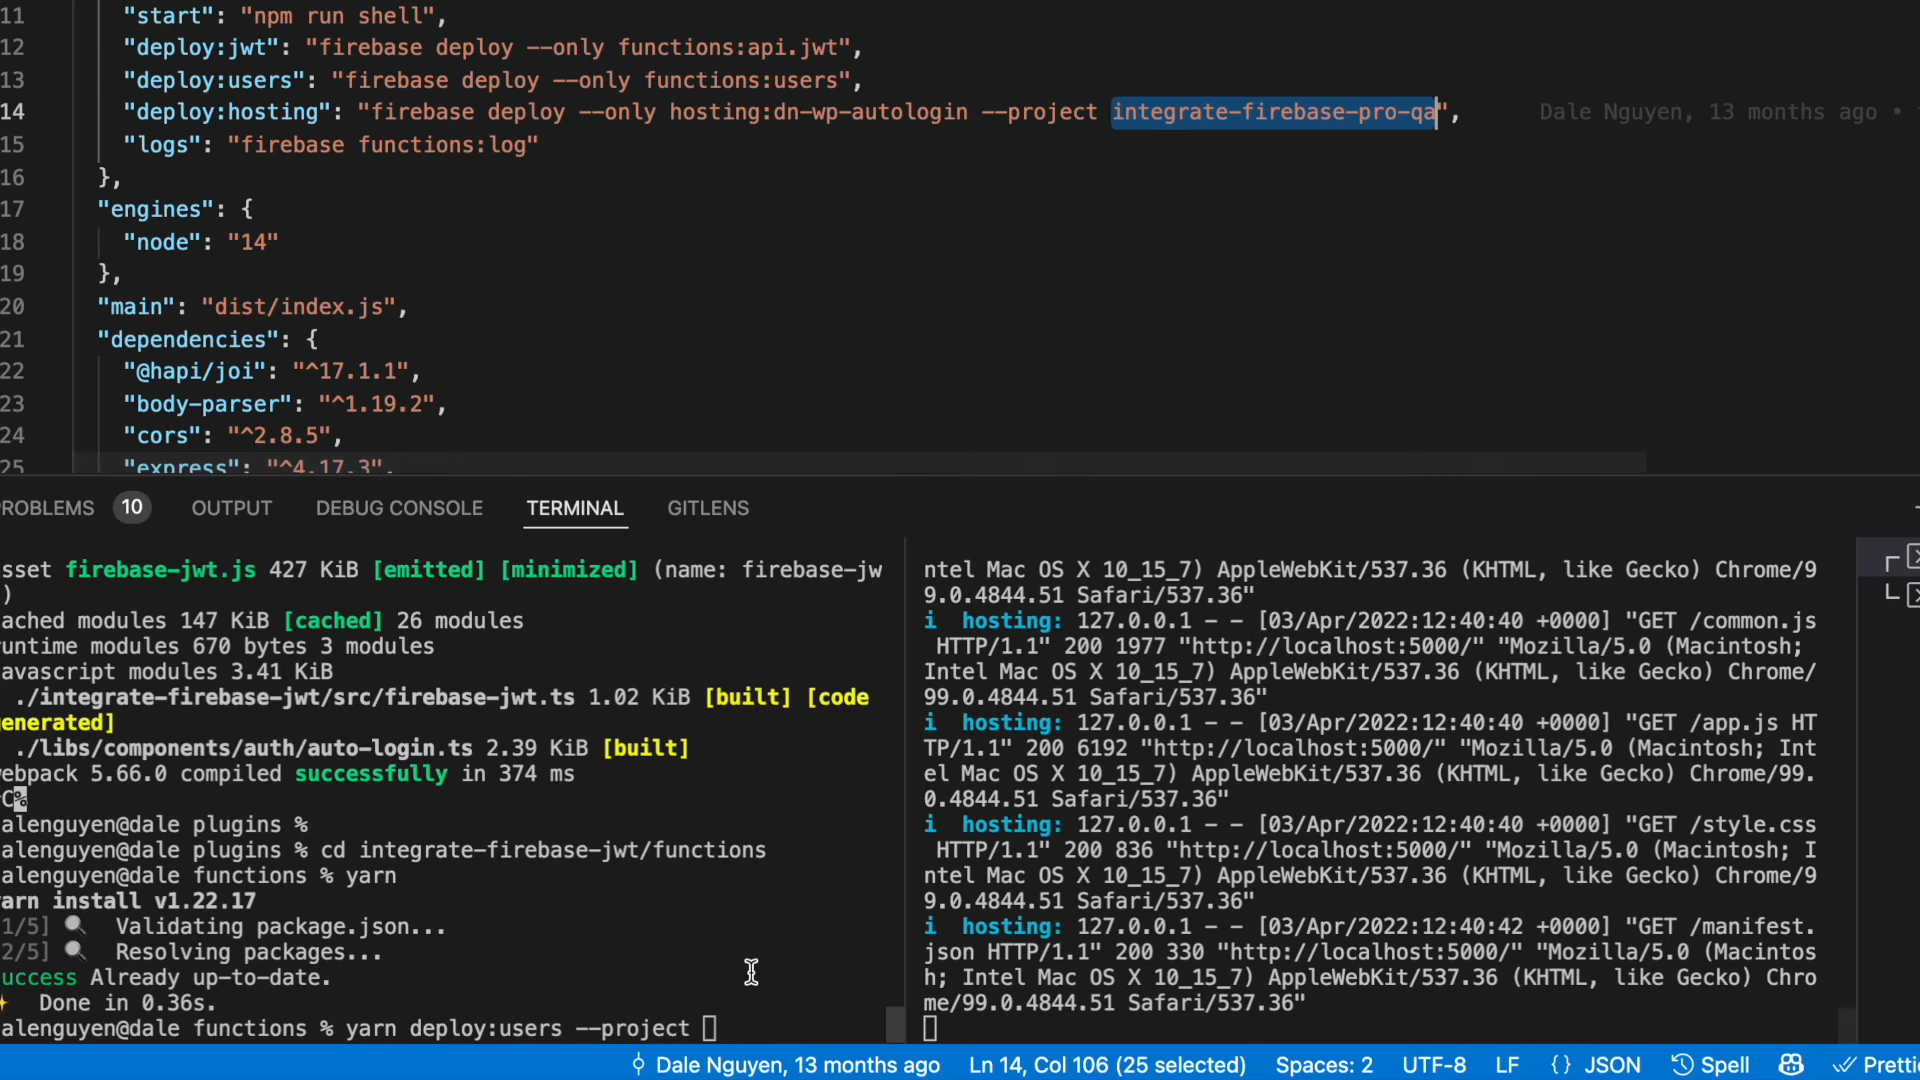 11 "start": "npm run shell",
12 "deploy:jwt": "firebase deploy --only functions:api.jwt",
13 "deploy:users": "firebase deploy --only functions:users",
14 "deploy:hosting": "firebase deploy --only hosting:dn-wp-autologin --project integrate-firebase-pro-qa", Dale Nguyen, 13 months ago •
15 "logs": "firebase functions:log"
16 },
17 "engines": {
18 "node": "14"
19 },
20 "main": "dist/index.js",
21 "dependencies": {
22 "@hapi/joi": "^17.1.1",
23 "body-parser": "^1.19.2",
24 "cors": "^2.8.5",
25 "express": "^4.17.3",
ROBLEMS 10 OUTPUT DEBUG CONSOLE TERMINAL GITLENS
sset firebase-jwt.js 427 KiB [emitted] [minimized] (name: firebase-jw
)
ached modules 147 KiB [cached] 26 modules
untime modules 670 bytes 3 modules
avascript modules 3.41 KiB
./integrate-firebase-jwt/src/firebase-jwt.ts 1.02 KiB [built] [code
enerated]
./libs/components/auth/auto-login.ts 2.39 KiB [built]
ebpack 5.66.0 compiled successfully in 374 ms
C%
alenguyen@dale plugins %
alenguyen@dale plugins % cd integrate-firebase-jwt/functions
alenguyen@dale functions % yarn
arn install v1.22.17
1/5] 🔍 Validating package.json...
2/5] 🔍 Resolving packages...
uccess Already up-to-date.
Done in 0.36s.
alenguyen@dale functions % yarn deploy:users --project
ntel Mac OS X 10_15_7) AppleWebKit/537.36 (KHTML, like Gecko) Chrome/9
9.0.4844.51 Safari/537.36"
i hosting: 127.0.0.1 - - [03/Apr/2022:12:40:40 +0000] "GET /common.js
HTTP/1.1" 200 1977 "http://localhost:5000/" "Mozilla/5.0 (Macintosh;
Intel Mac OS X 10_15_7) AppleWebKit/537.36 (KHTML, like Gecko) Chrome/
99.0.4844.51 Safari/537.36"
i hosting: 127.0.0.1 - - [03/Apr/2022:12:40:40 +0000] "GET /app.js HT
TP/1.1" 200 6192 "http://localhost:5000/" "Mozilla/5.0 (Macintosh; Int
el Mac OS X 10_15_7) AppleWebKit/537.36 (KHTML, like Gecko) Chrome/99.
0.4844.51 Safari/537.36"
i hosting: 127.0.0.1 - - [03/Apr/2022:12:40:40 +0000] "GET /style.css
HTTP/1.1" 200 836 "http://localhost:5000/" "Mozilla/5.0 (Macintosh; I
ntel Mac OS X 10_15_7) AppleWebKit/537.36 (KHTML, like Gecko) Chrome/9
9.0.4844.51 Safari/537.36"
i hosting: 127.0.0.1 - - [03/Apr/2022:12:40:42 +0000] "GET /manifest.
json HTTP/1.1" 200 330 "http://localhost:5000/" "Mozilla/5.0 (Macintos
h; Intel Mac OS X 10_15_7) AppleWebKit/537.36 (KHTML, like Gecko) Chro
me/99.0.4844.51 Safari/537.36"
Dale Nguyen, 13 months ago Ln 14, Col 106 (25 selected) Spaces: 2 UTF-8 LF {} JSON Spell Prettie